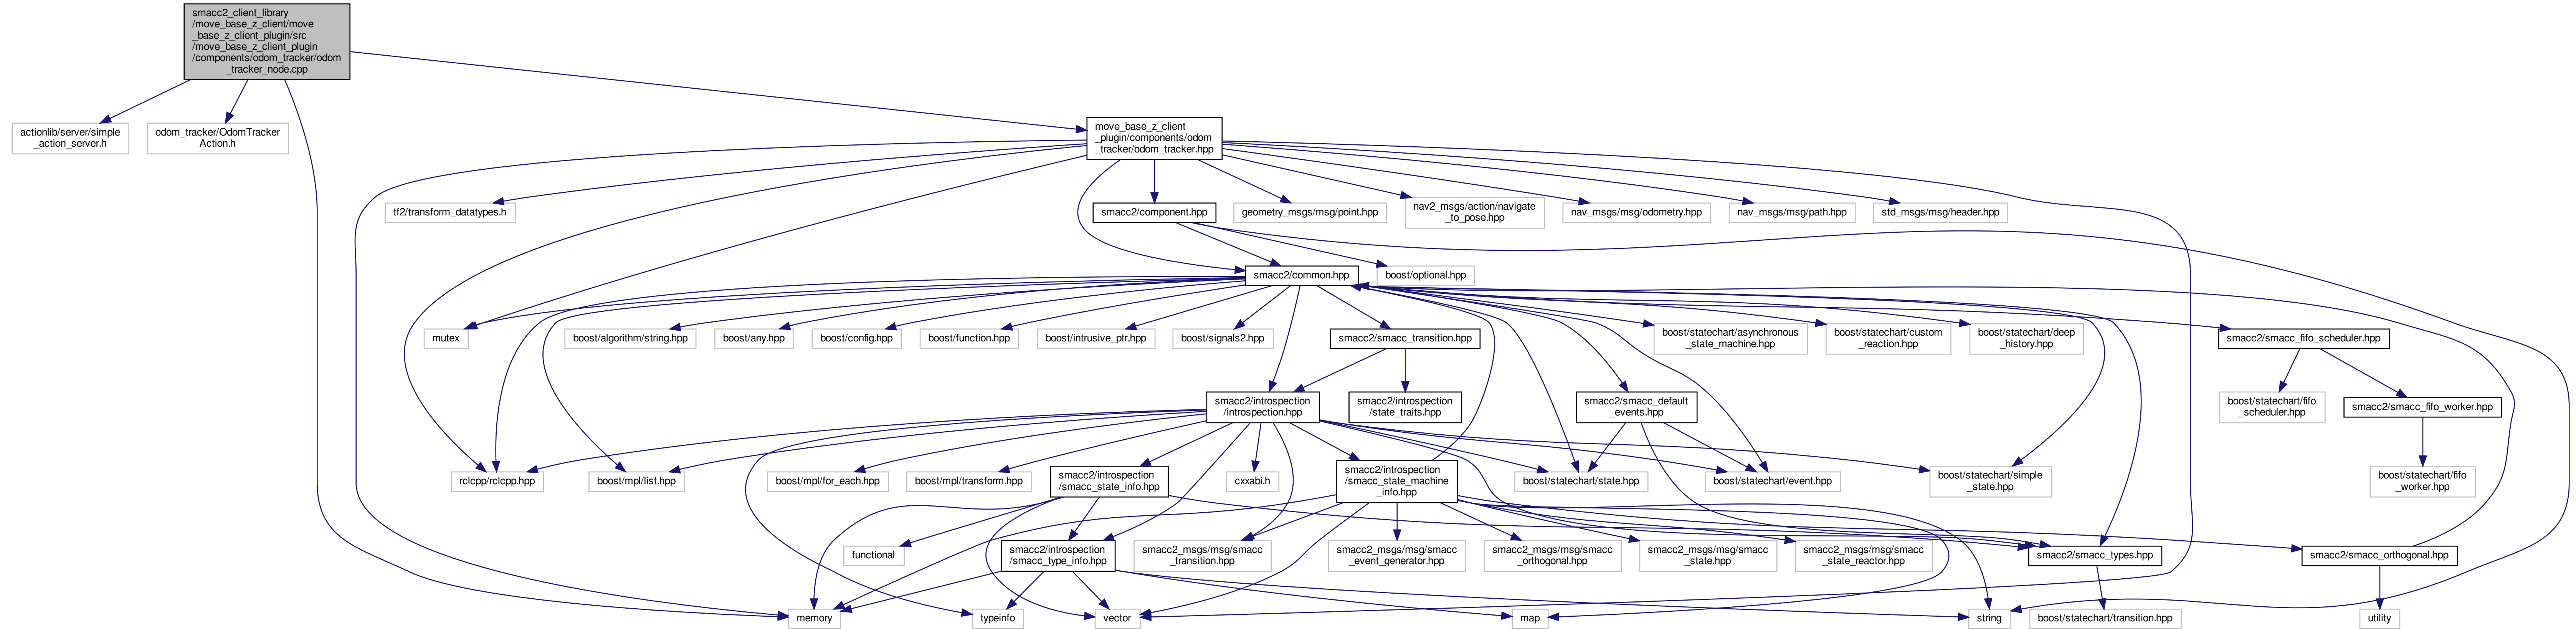 smacc2_client_library
/move_base_z_client/move
_base_z_client_plugin/src
/move_base_z_client_plugin
/components/odom_tracker/odom
_tracker_node.cpp
actionlib/server/simple
_action_server.h
odom_tracker/OdomTracker
Action.h
move_base_z_client
_plugin/components/odom
_tracker/odom_tracker.hpp
tf2/transform_datatypes.h
smacc2/component.hpp
geometry_msgs/msg/point.hpp
nav2_msgs/action/navigate
_to_pose.hpp
nav_msgs/msg/odometry.hpp
nav_msgs/msg/path.hpp
std_msgs/msg/header.hpp
smacc2/common.hpp
boost/optional.hpp
mutex
boost/algorithm/string.hpp
boost/any.hpp
boost/config.hpp
boost/function.hpp
boost/intrusive_ptr.hpp
boost/signals2.hpp
smacc2/smacc_transition.hpp
boost/statechart/asynchronous
_state_machine.hpp
boost/statechart/custom
_reaction.hpp
boost/statechart/deep
_history.hpp
smacc2/smacc_fifo_scheduler.hpp
smacc2/introspection
/introspection.hpp
smacc2/introspection
/state_traits.hpp
smacc2/smacc_default
_events.hpp
boost/statechart/fifo
_scheduler.hpp
smacc2/smacc_fifo_worker.hpp
rclcpp/rclcpp.hpp
boost/mpl/list.hpp
boost/mpl/for_each.hpp
boost/mpl/transform.hpp
smacc2/introspection
/smacc_state_info.hpp
cxxabi.h
smacc2/introspection
/smacc_state_machine
_info.hpp
boost/statechart/state.hpp
boost/statechart/event.hpp
boost/statechart/simple
_state.hpp
boost/statechart/fifo
_worker.hpp
functional
smacc2/introspection
/smacc_type_info.hpp
smacc2_msgs/msg/smacc
_transition.hpp
smacc2_msgs/msg/smacc
_event_generator.hpp
smacc2_msgs/msg/smacc
_orthogonal.hpp
smacc2_msgs/msg/smacc
_state.hpp
smacc2_msgs/msg/smacc
_state_reactor.hpp
smacc2/smacc_types.hpp
smacc2/smacc_orthogonal.hpp
memory
typeinfo
vector
map
string
boost/statechart/transition.hpp
utility